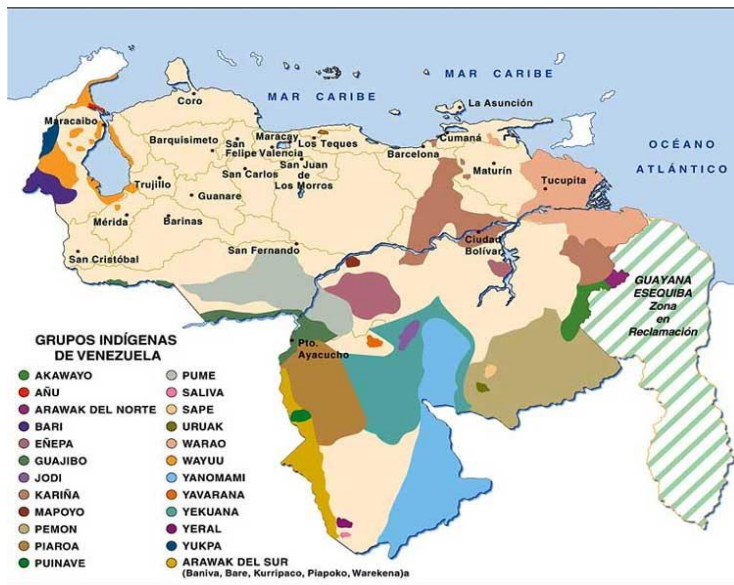 MAR CARIBE
MAR CARIBE
OCÉANO
ATLÁNTICO
Coro
La Asunción
Maracaibo
Barquisimeto
San
Felipe
Valencia
Maracay
Los Teques
San Juan
de
Los Morros
San Carlos
Barcelona
Cumaná
Maturín
Tucupita
Trujillo
Guanare
Mérida
Barinas
San Cristóbal
San Fernando
Ciudad
Bolívar
Pto.
Ayacucho
GUAYANA
ESEQUIBA
Zona
en
Reclamación
GRUPOS INDÍGENAS
DE VENEZUELA
AKAWAYO
AÑU
ARAWAK DEL NORTE
BARI
EÑEPA
GUAJIBO
JODI
KARIÑA
MAPOYO
PEMON
PIAROA
PUINAVE
PUME
SALIVA
SAPE
URUAK
WARAO
WAYUU
YANOMAMI
YAVARANA
YEKUANA
YERAL
YUKPA
ARAWAK DEL SUR
(Baniva, Bare, Kurripaco, Piapoko, Warekena)a